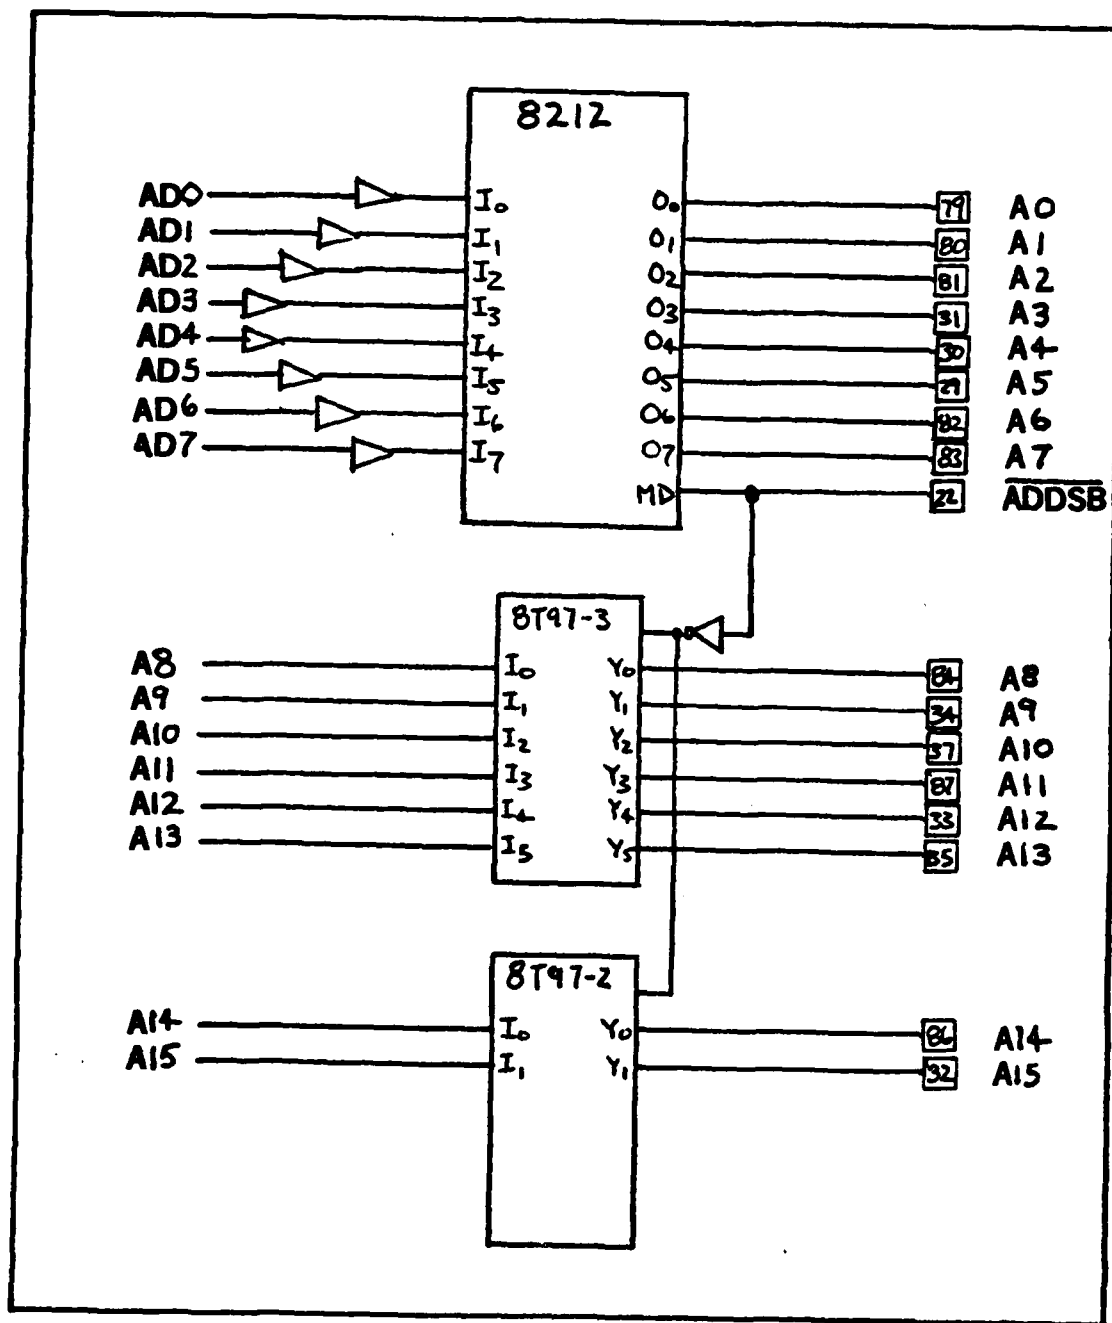 8212
AD0 I0 O0 79 A0
AD1 I1 O1 80 A1
AD2 I2 O2 81 A2
AD3 I3 O3 31 A3
AD4 I4 O4 30 A4
AD5 I5 O5 29 A5
AD6 I6 O6 82 A6
AD7 I7 O7 83 A7
MD 22 ADDSB
8T97-3
A8 I0 Y0 84 A8
A9 I1 Y1 34 A9
A10 I2 Y2 37 A10
A11 I3 Y3 87 A11
A12 I4 Y4 33 A12
A13 I5 Y5 85 A13
8T97-2
A14 I0 Y0 86 A14
A15 I1 Y1 32 A15